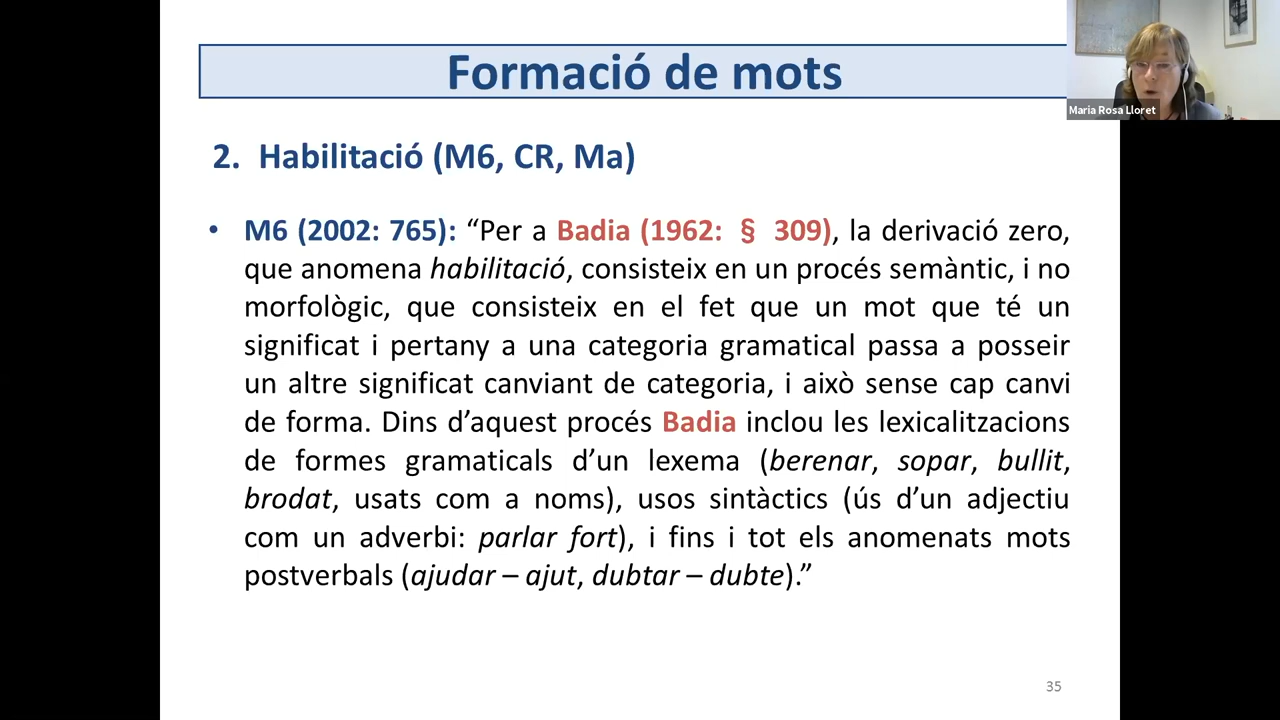 Formació de mots
Maria Rosa Lloret
2. Habilitació (M6, CR, Ma)
• M6 (2002: 765): “Per a Badia (1962: § 309), la derivació zero,
que anomena habilitació, consisteix en un procés semàntic, i no
morfològic, que consisteix en el fet que un mot que té un
significat i pertany a una categoria gramatical passa a posseir
un altre significat canviant de categoria, i això sense cap canvi
de forma. Dins d’aquest procés Badia inclou les lexicalitzacions
de formes gramaticals d’un lexema (berenar, sopar, bullit,
brodat, usats com a noms), usos sintàctics (ús d’un adjectiu
com un adverbi: parlar fort), i fins i tot els anomenats mots
postverbals (ajudar – ajut, dubtar – dubte).”
35